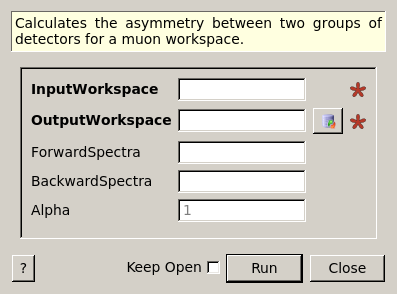 Calculates the asymmetry between two groups of
detectors for a muon workspace.
InputWorkspace
OutputWorkspace
ForwardSpectra
BackwardSpectra
Alpha 1
? Keep Open Run Close